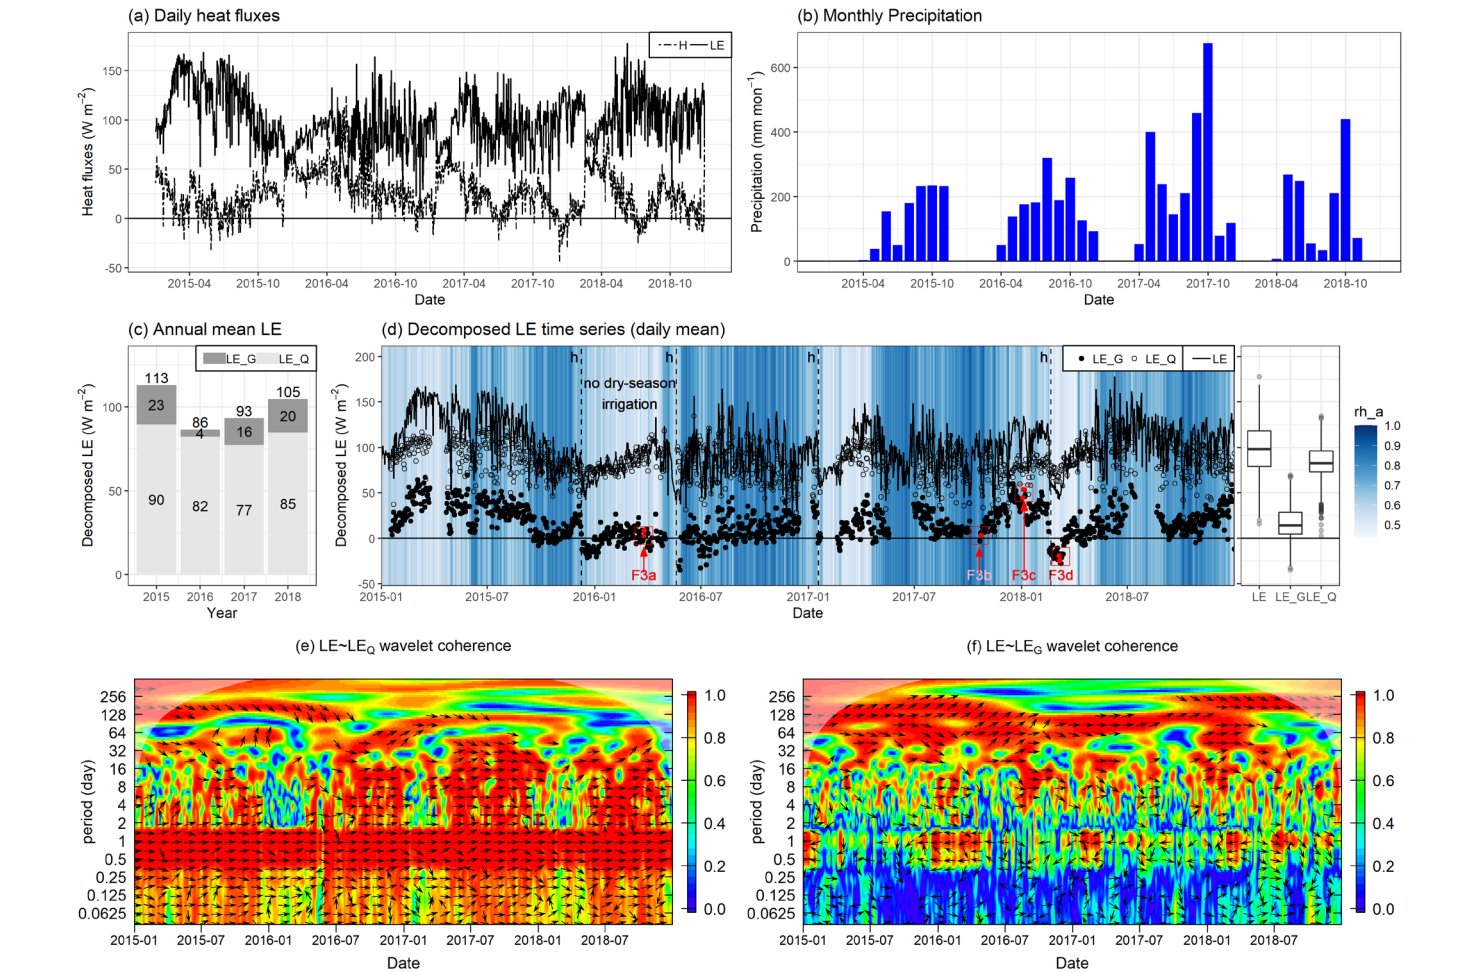 (a) Daily heat fluxes
H LE
Heat fluxes (W m⁻²)
150
100
50
0
-50
2015-04 2015-10 2016-04 2016-10 2017-04 2017-10 2018-04 2018-10
Date
(b) Monthly Precipitation
Precipitation (mm mon⁻¹)
600
400
200
0
2015-04 2015-10 2016-04 2016-10 2017-04 2017-10 2018-04 2018-10
Date
(c) Annual mean LE
LE_G LE_Q
Decomposed LE (W m⁻²)
100
50
0
113
23
90
86
4
82
93
16
77
105
20
85
2015 2016 2017 2018
Year
(d) Decomposed LE time series (daily mean)
Decomposed LE (W m⁻²)
200
150
100
50
0
-50
h h h h
no dry-season
irrigation
LE_G LE_Q LE
F3a F3b F3c F3d
2015-01 2015-07 2016-01 2016-07 2017-01 2017-07 2018-01 2018-07
Date
LE LE_G LE_Q
rh_a
1.0
0.9
0.8
0.7
0.6
0.5
(e) LE~LE_Q wavelet coherence
period (day)
256
128
64
32
16
8
4
2
1
0.5
0.25
0.125
0.0625
2015-01 2015-07 2016-01 2016-07 2017-01 2017-07 2018-01 2018-07
Date
1.0
0.8
0.6
0.4
0.2
0.0
(f) LE~LE_G wavelet coherence
period (day)
256
128
64
32
16
8
4
2
1
0.5
0.25
0.125
0.0625
2015-01 2015-07 2016-01 2016-07 2017-01 2017-07 2018-01 2018-07
Date
1.0
0.8
0.6
0.4
0.2
0.0